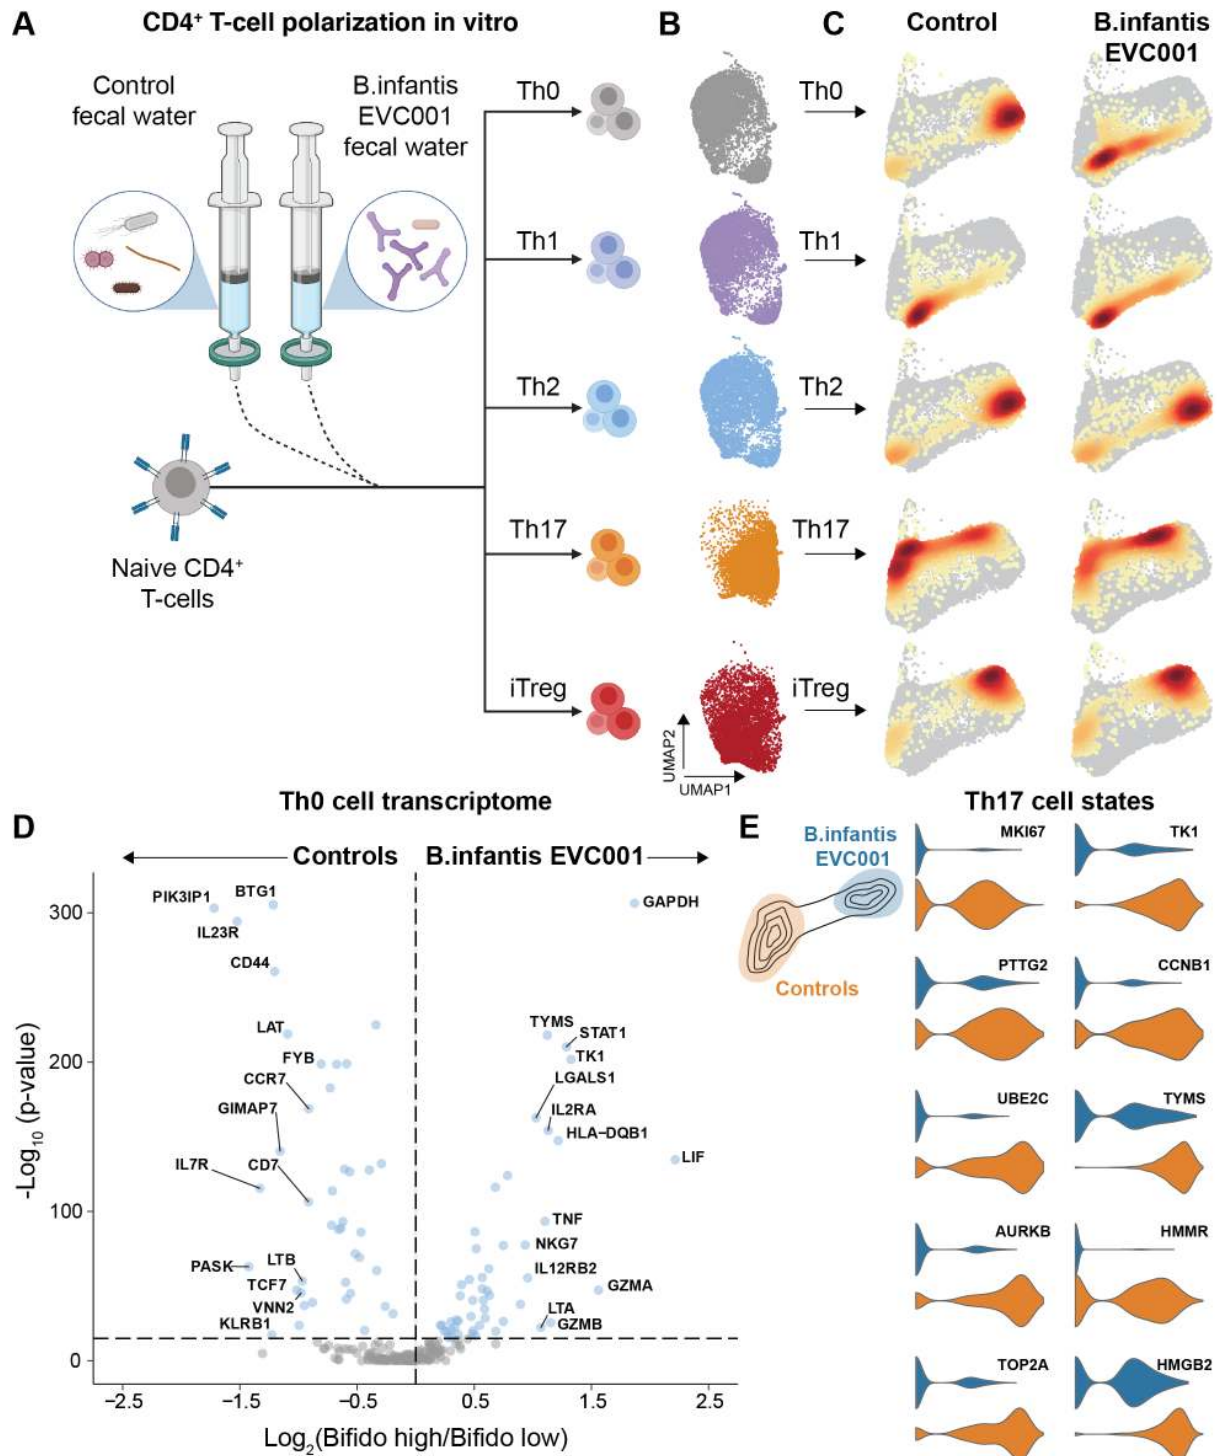 A
CD4+ T-cell polarization in vitro
B
C
Control
B.infantis
EVC001
Control
fecal water
B.infantis
EVC001
fecal water
Th0
Th0
Th1
Th1
Th2
Th2
Naive CD4+
T-cells
Th17
Th17
iTreg
iTreg
UMAP2
UMAP1
D
Th0 cell transcriptome
Controls
B.infantis EVC001
-Log10 (p-value)
300
200
100
0
−2.5
−1.5
−0.5
0.5
1.5
2.5
Log2(Bifido high/Bifido low)
PIK3IP1
BTG1
IL23R
CD44
LAT
FYB
CCR7
GIMAP7
IL7R
CD7
PASK
LTB
TCF7
VNN2
KLRB1
GAPDH
TYMS
STAT1
TK1
LGALS1
IL2RA
HLA−DQB1
LIF
TNF
NKG7
IL12RB2
GZMA
LTA
GZMB
E
Th17 cell states
B.infantis
EVC001
Controls
MKI67
TK1
PTTG2
CCNB1
UBE2C
TYMS
AURKB
HMMR
TOP2A
HMGB2